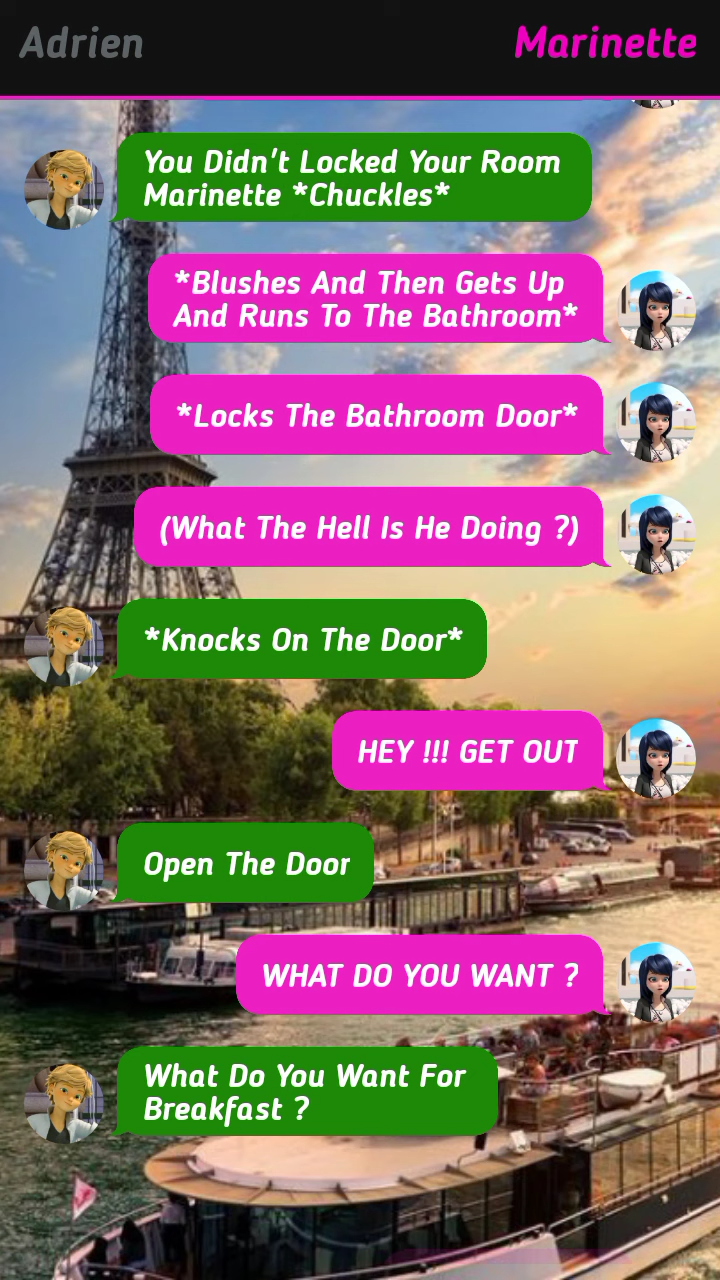 Adrien
Marinette
You Didn't Locked Your Room
Marinette *Chuckles*
*Blushes And Then Gets Up
And Runs To The Bathroom*
*Locks The Bathroom Door*
(What The Hell Is He Doing ?)
*Knocks On The Door*
HEY !!! GET OUT
Open The Door
WHAT DO YOU WANT ?
What Do You Want For
Breakfast ?